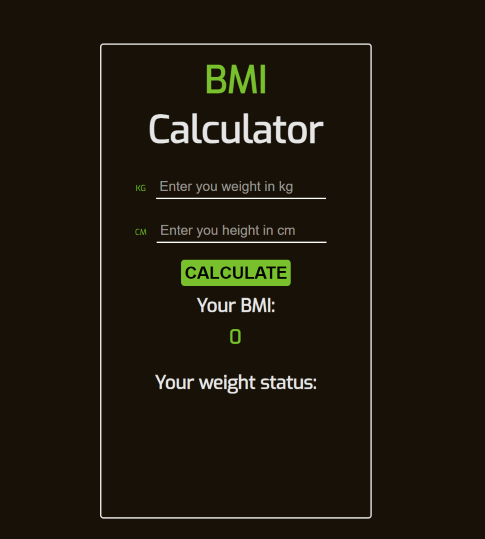 BMI
Calculator
KG Enter you weight in kg
CM Enter you height in cm
CALCULATE
Your BMI:
0
Your weight status: